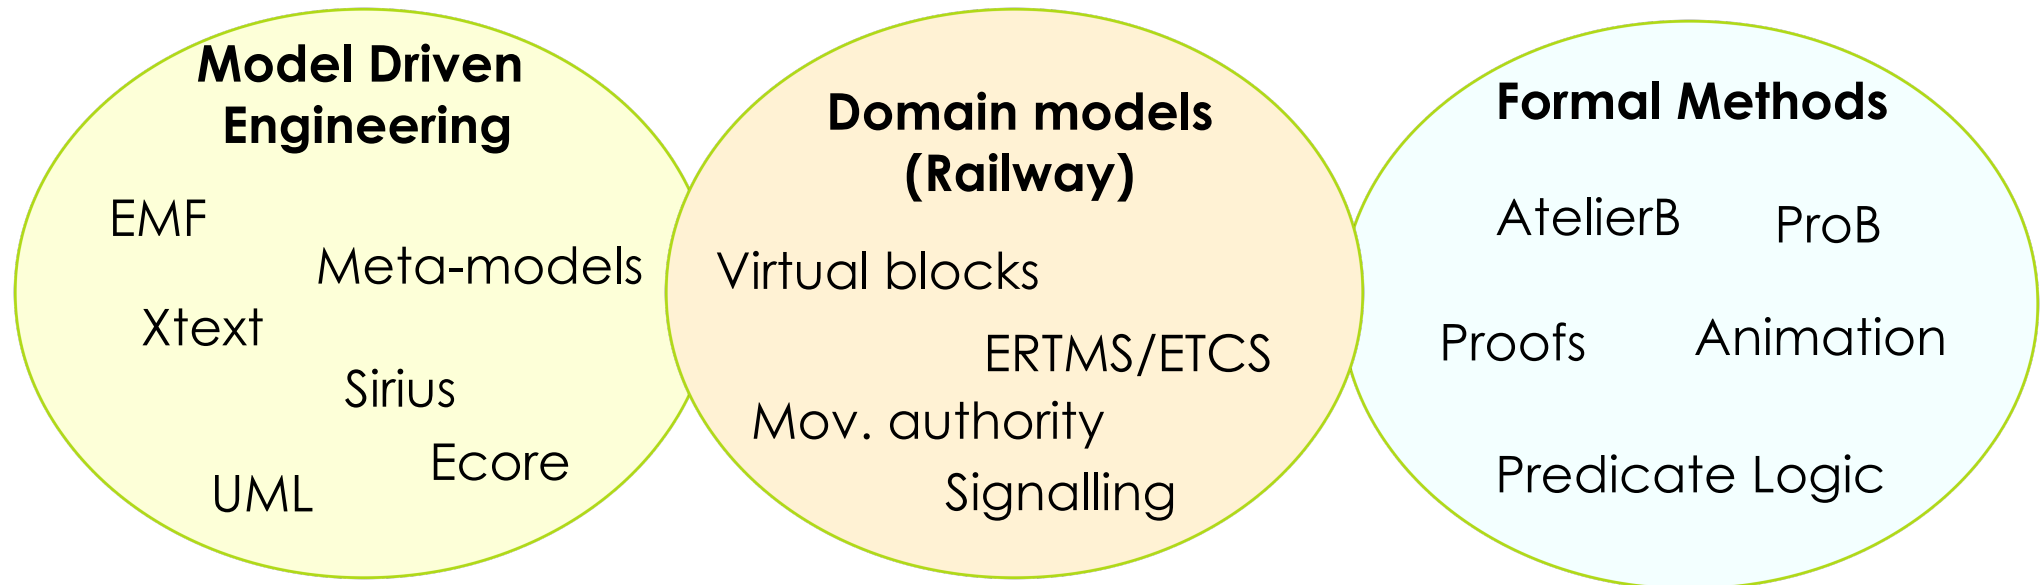 Model Driven
Engineering
EMF
Meta-models
Xtext
Sirius
Ecore
UML
Domain models
(Railway)
Virtual blocks
ERTMS/ETCS
Mov. authority
Signalling
Formal Methods
AtelierB
ProB
Proofs
Animation
Predicate Logic